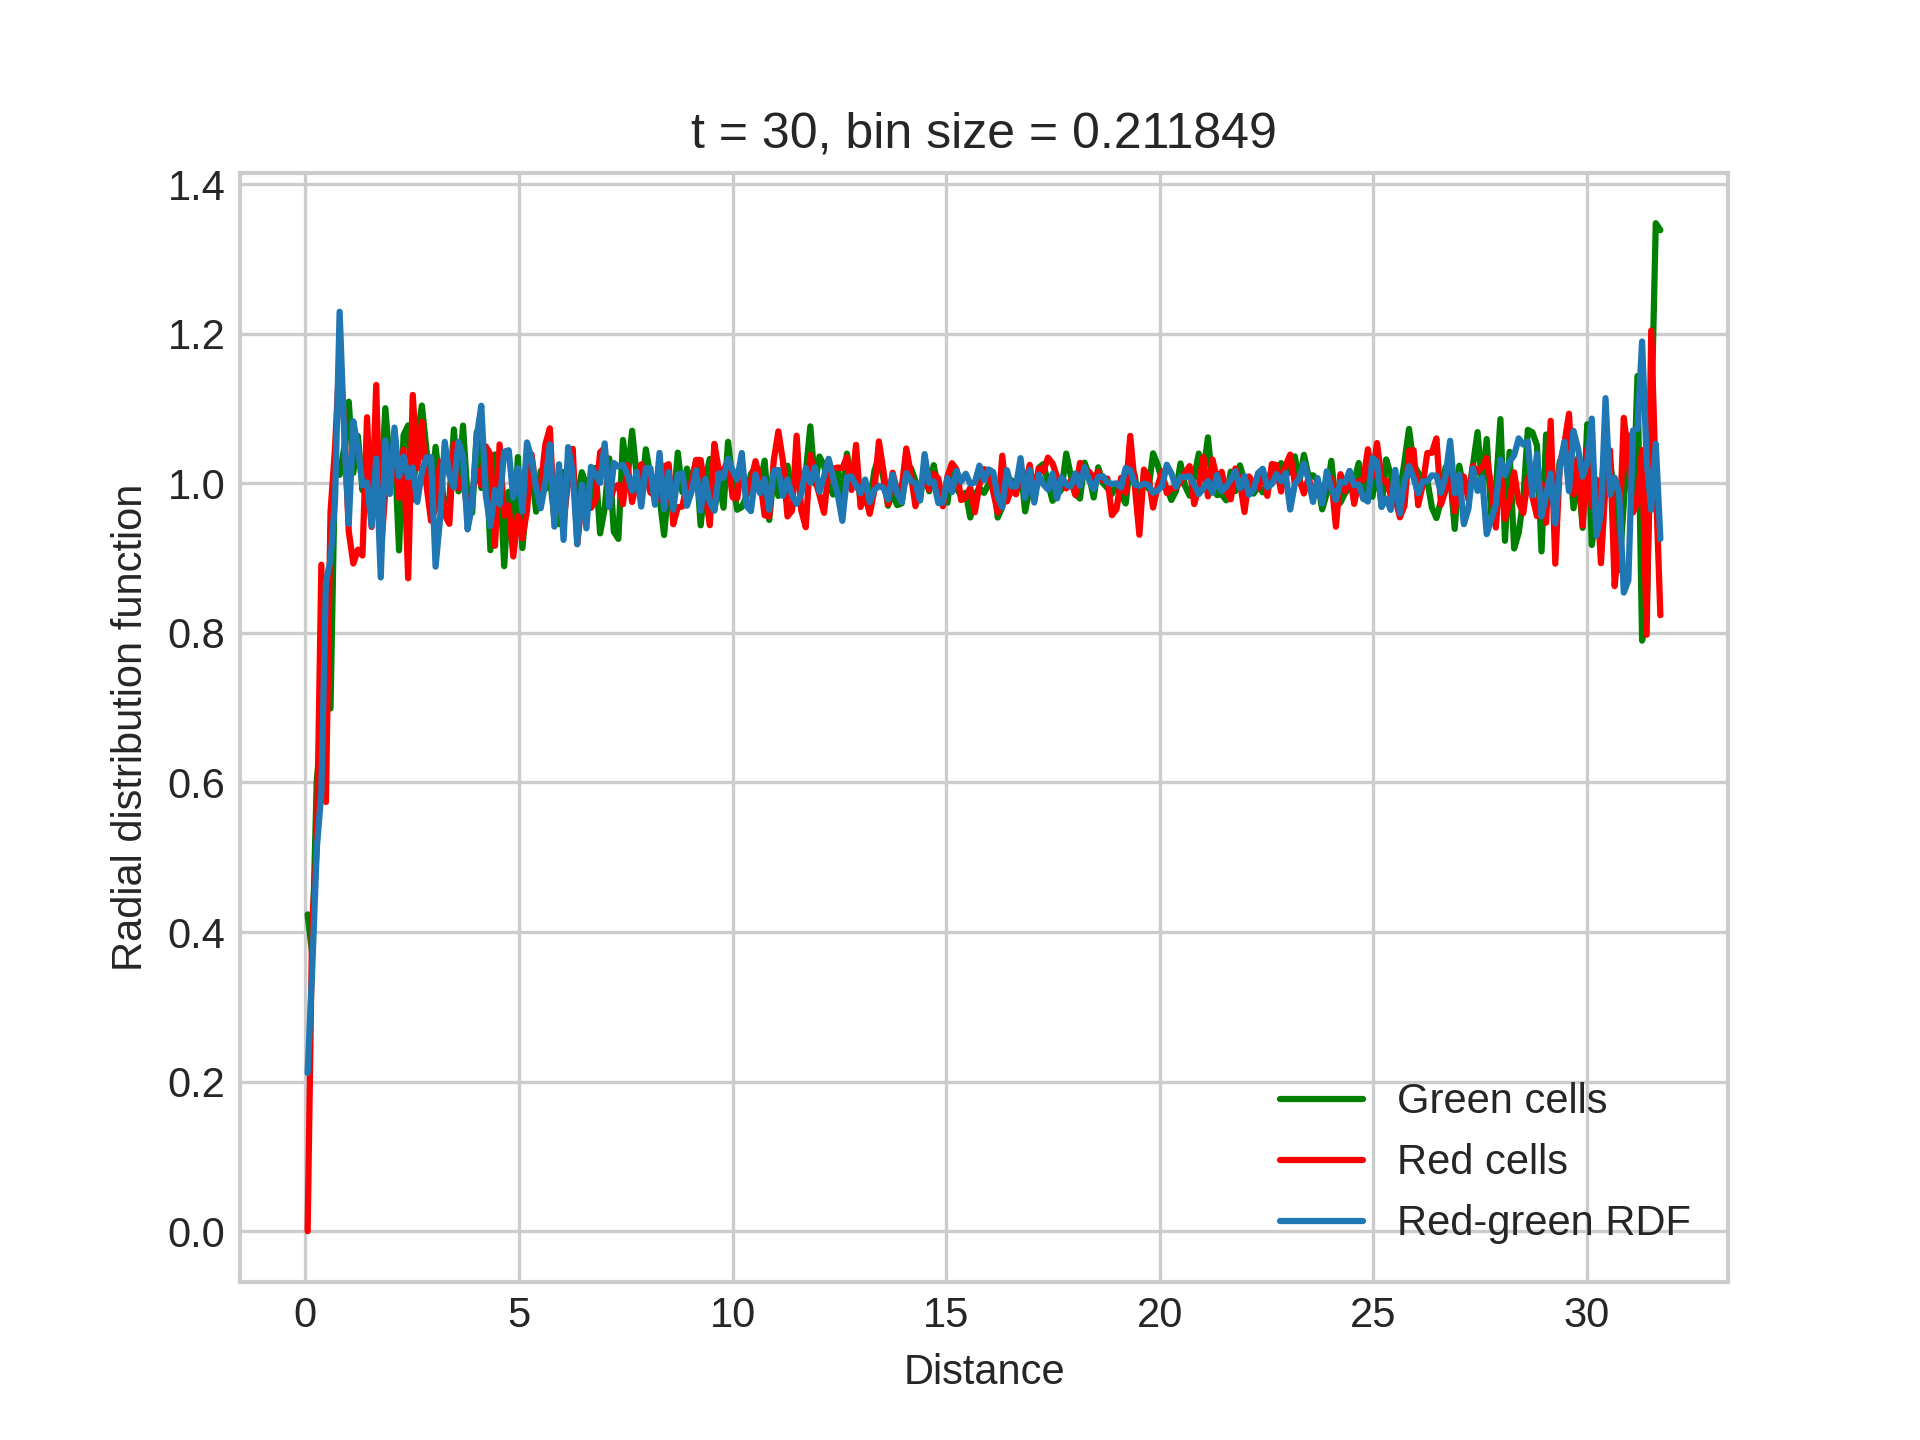 t = 30, bin size = 0.211849
Radial distribution function
1.4
1.2
1.0
0.8
0.6
0.4
0.2
0.0
Green cells
Red cells
Red-green RDF
0 5 10 15 20 25 30
Distance